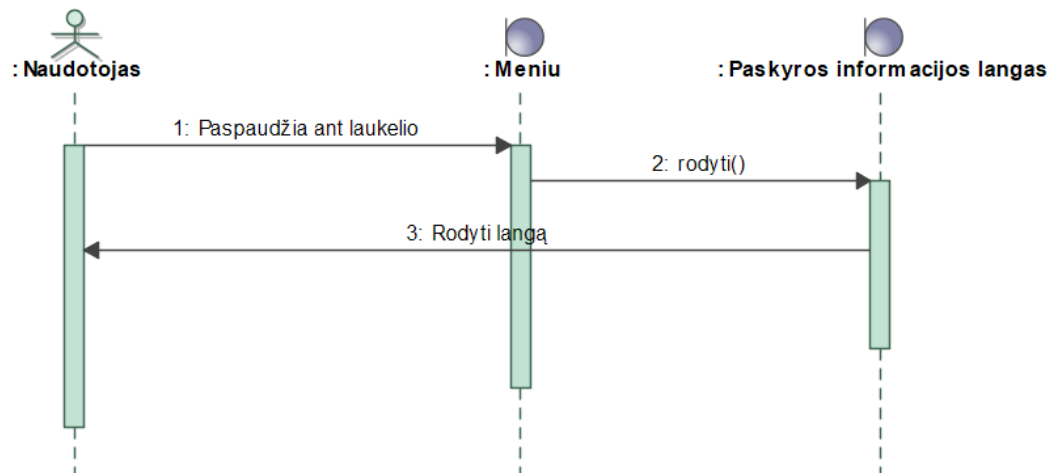 : Naudotojas
: Meniu
: Paskyros informacijos langas
1: Paspaudžia ant laukelio
2: rodyti()
3: Rodyti langą